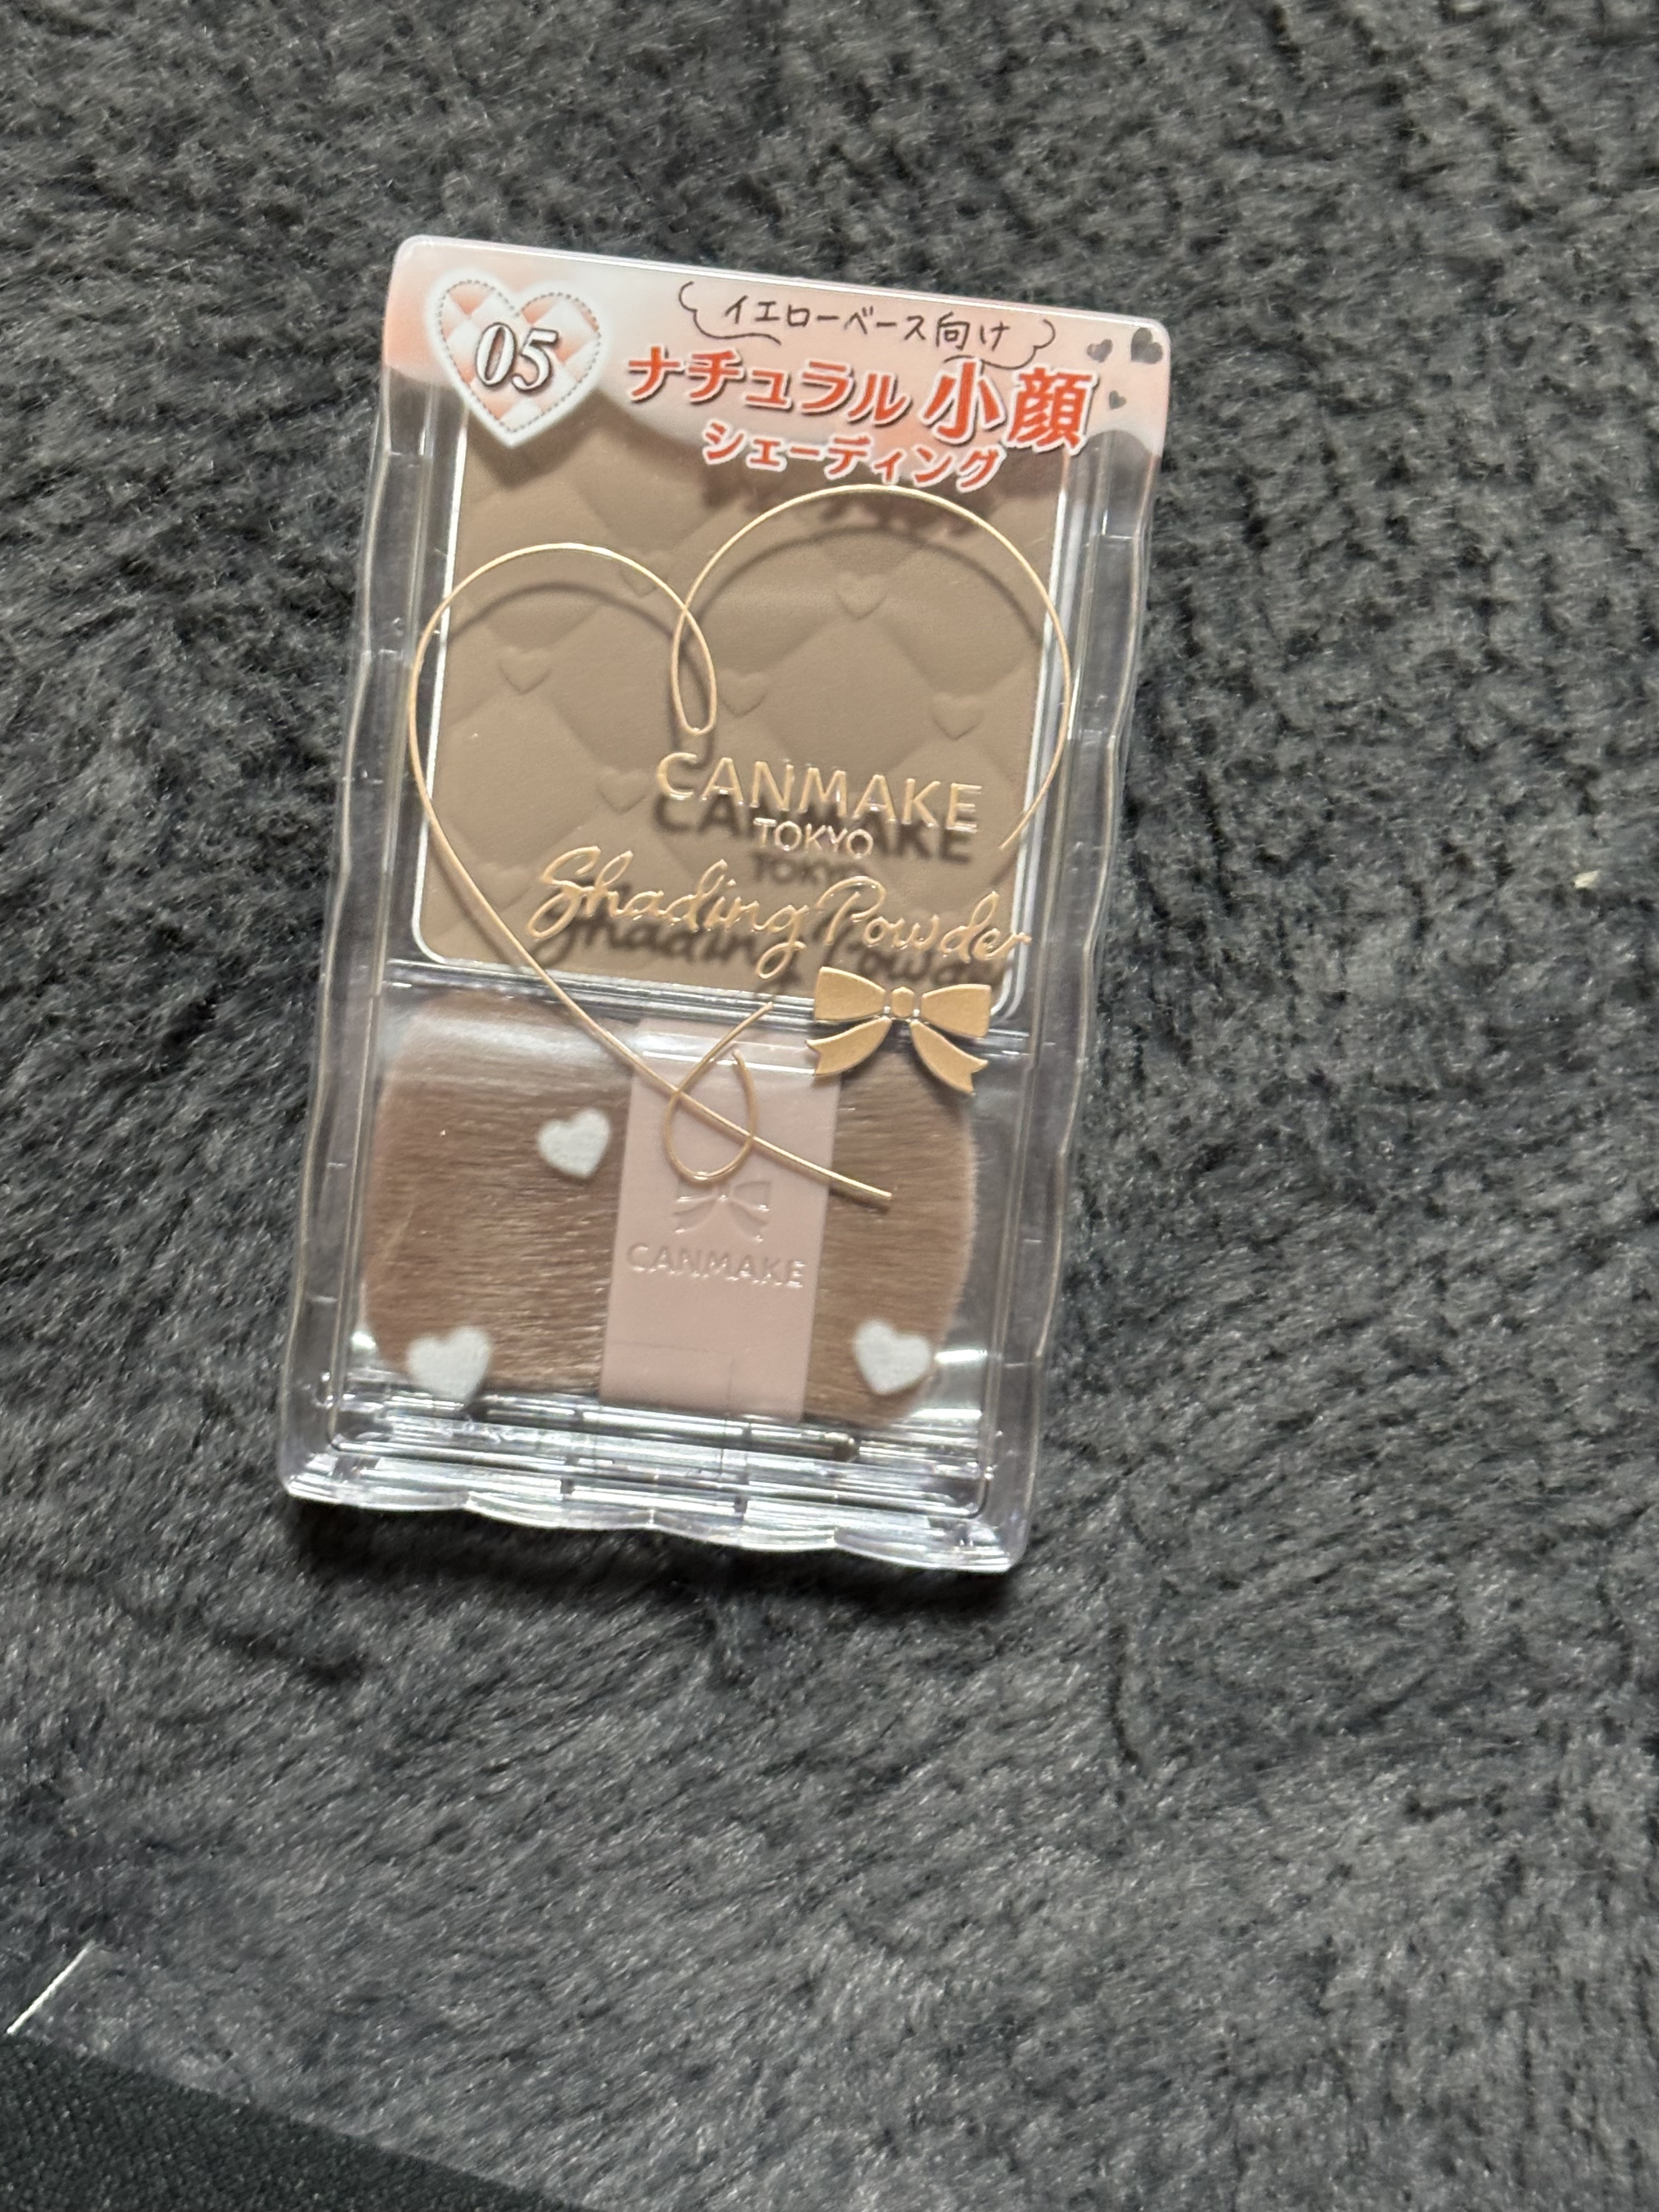 05
イエローベース向け
ナチュラル小顔
シェーディング
CANMAKE
TOKYO
Shading Powder
CANMAKE